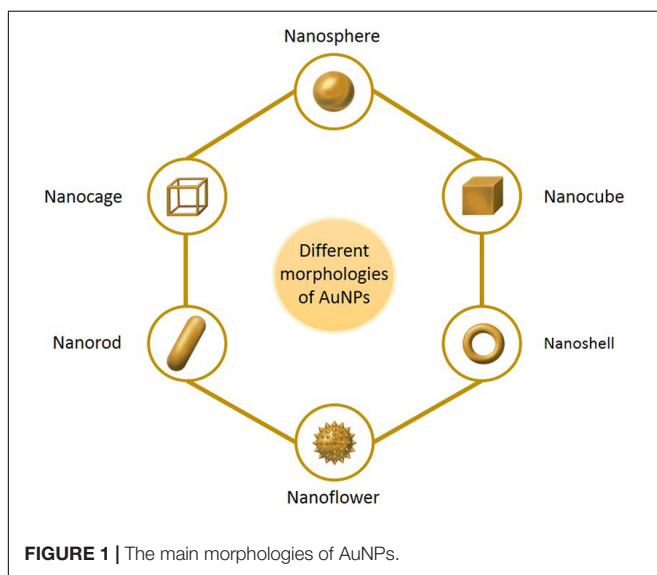 Nanosphere
Nanocage
Nanocube
Different
morphologies
of AuNPs
Nanorod
Nanoshell
Nanoflower
FIGURE 1 | The main morphologies of AuNPs.